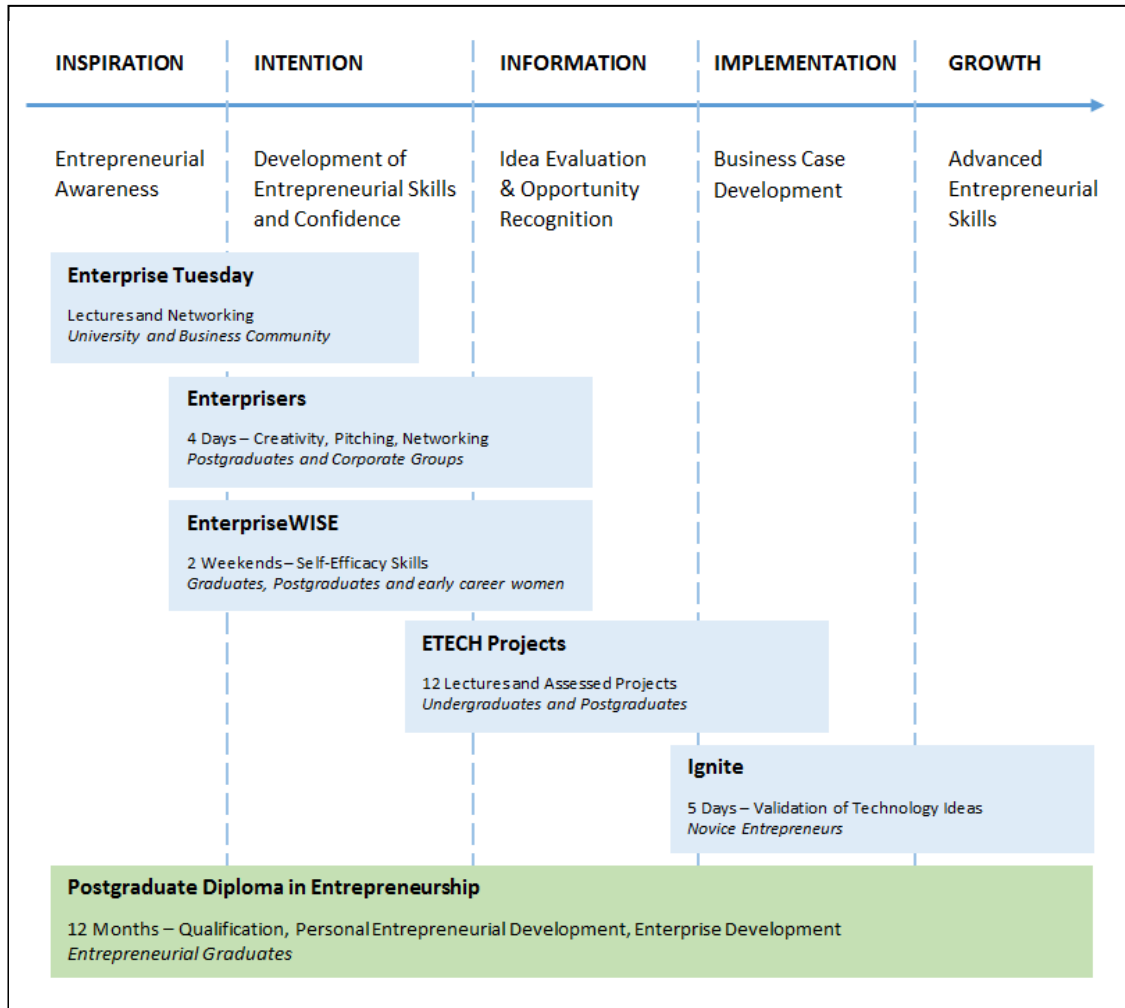 INSPIRATION
INTENTION
INFORMATION
IMPLEMENTATION
GROWTH
Entrepreneurial
Awareness
Development of
Entrepreneurial Skills
and Confidence
Idea Evaluation
& Opportunity
Recognition
Business Case
Development
Advanced
Entrepreneurial
Skills
Enterprise Tuesday
Lectures and Networking
University and Business Community
Enterprisers
4 Days – Creativity, Pitching, Networking
Postgraduates and Corporate Groups
EnterpriseWISE
2 Weekends – Self-Efficacy Skills
Graduates, Postgraduates and early career women
ETECH Projects
12 Lectures and Assessed Projects
Undergraduates and Postgraduates
Ignite
5 Days – Validation of Technology Ideas
Novice Entrepreneurs
Postgraduate Diploma in Entrepreneurship
12 Months – Qualification, Personal Entrepreneurial Development, Enterprise Development
Entrepreneurial Graduates